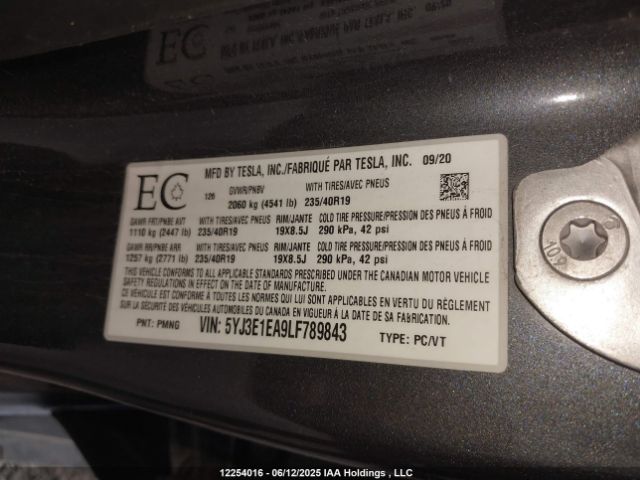 EC
MFD BY TESLA, INC./FABRIQUÉ PAR TESLA, INC. 09/20
126
GVWR/PNBV WITH TIRES/AVEC PNEUS
2060 kg (4541 lb) 235/40R19
GAWR FRT/PNBE AVT WITH TIRES/AVEC PNEUS RIM/JANTE COLD TIRE PRESSURE/PRESSION DES PNEUS À FROID
1110 kg (2447 lb) 235/40R19 19X8.5J 290 kPa, 42 psi
GAWR RR/PNBE ARR WITH TIRES/AVEC PNEUS RIM/JANTE COLD TIRE PRESSURE/PRESSION DES PNEUS À FROID
1257 kg (2771 lb) 235/40R19 19X8.5J 290 kPa, 42 psi
THIS VEHICLE CONFORMS TO ALL APPLICABLE STANDARDS PRESCRIBED UNDER THE CANADIAN MOTOR VEHICLE
SAFETY REGULATIONS IN EFFECT ON THE DATE OF MANUFACTURE.
CE VÉHICULE EST CONFORME À TOUTES LES NORMES QUI LUI SONT APPLICABLES EN VERTU DU RÈGLEMENT
SUR LA SÉCURITÉ DES VÉHICULES AUTOMOBILES DU CANADA EN VIGUEUR À LA DATE DE SA FABRICATION.
PNT: PMNG VIN: 5YJ3E1EA9LF789843 TYPE: PC/VT
12254016 - 06/12/2025 IAA Holdings , LLC